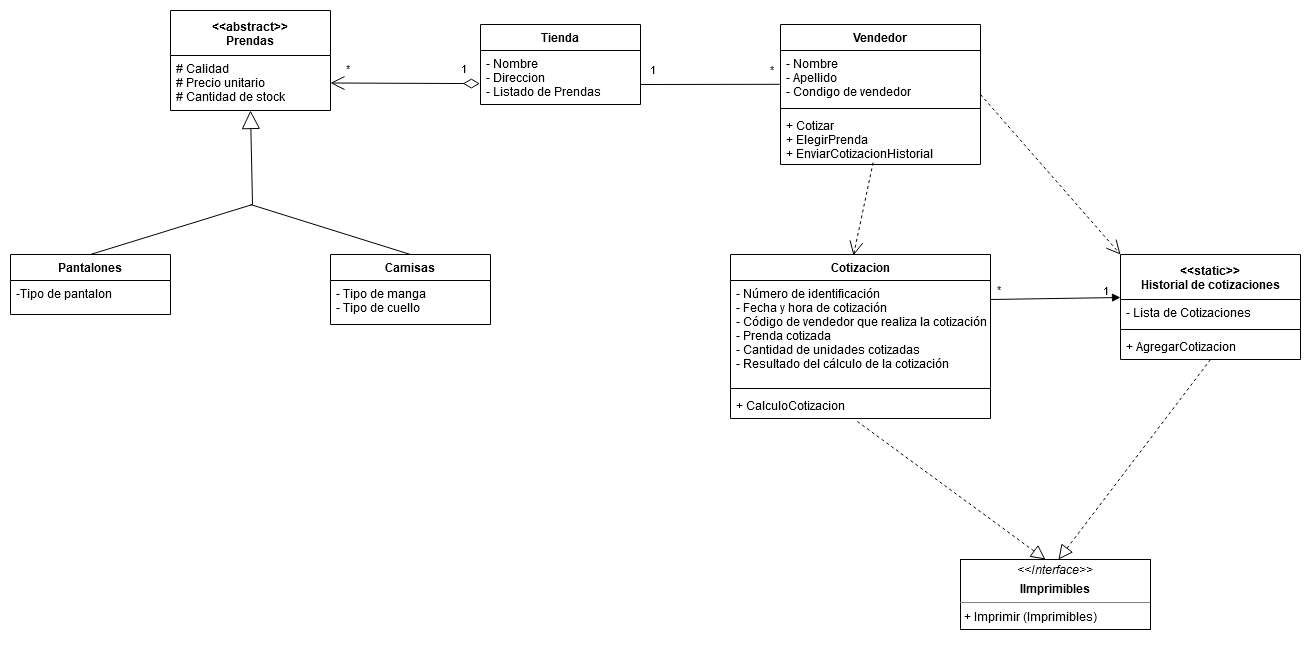 <<abstract>>
Prendas
# Calidad
# Precio unitario
# Cantidad de stock
*
1
Tienda
- Nombre
- Direccion
- Listado de Prendas
1
*
Vendedor
- Nombre
- Apellido
- Condigo de vendedor
+ Cotizar
+ ElegirPrenda
+ EnviarCotizacionHistorial
Pantalones
-Tipo de pantalon
Camisas
- Tipo de manga
- Tipo de cuello
Cotizacion
- Número de identificación
- Fecha y hora de cotización
- Código de vendedor que realiza la cotización
- Prenda cotizada
- Cantidad de unidades cotizadas
- Resultado del cálculo de la cotización
+ CalculoCotizacion
*
1
<<static>>
Historial de cotizaciones
- Lista de Cotizaciones
+ AgregarCotizacion
<<Interface>>
IImprimibles
+ Imprimir (Imprimibles)